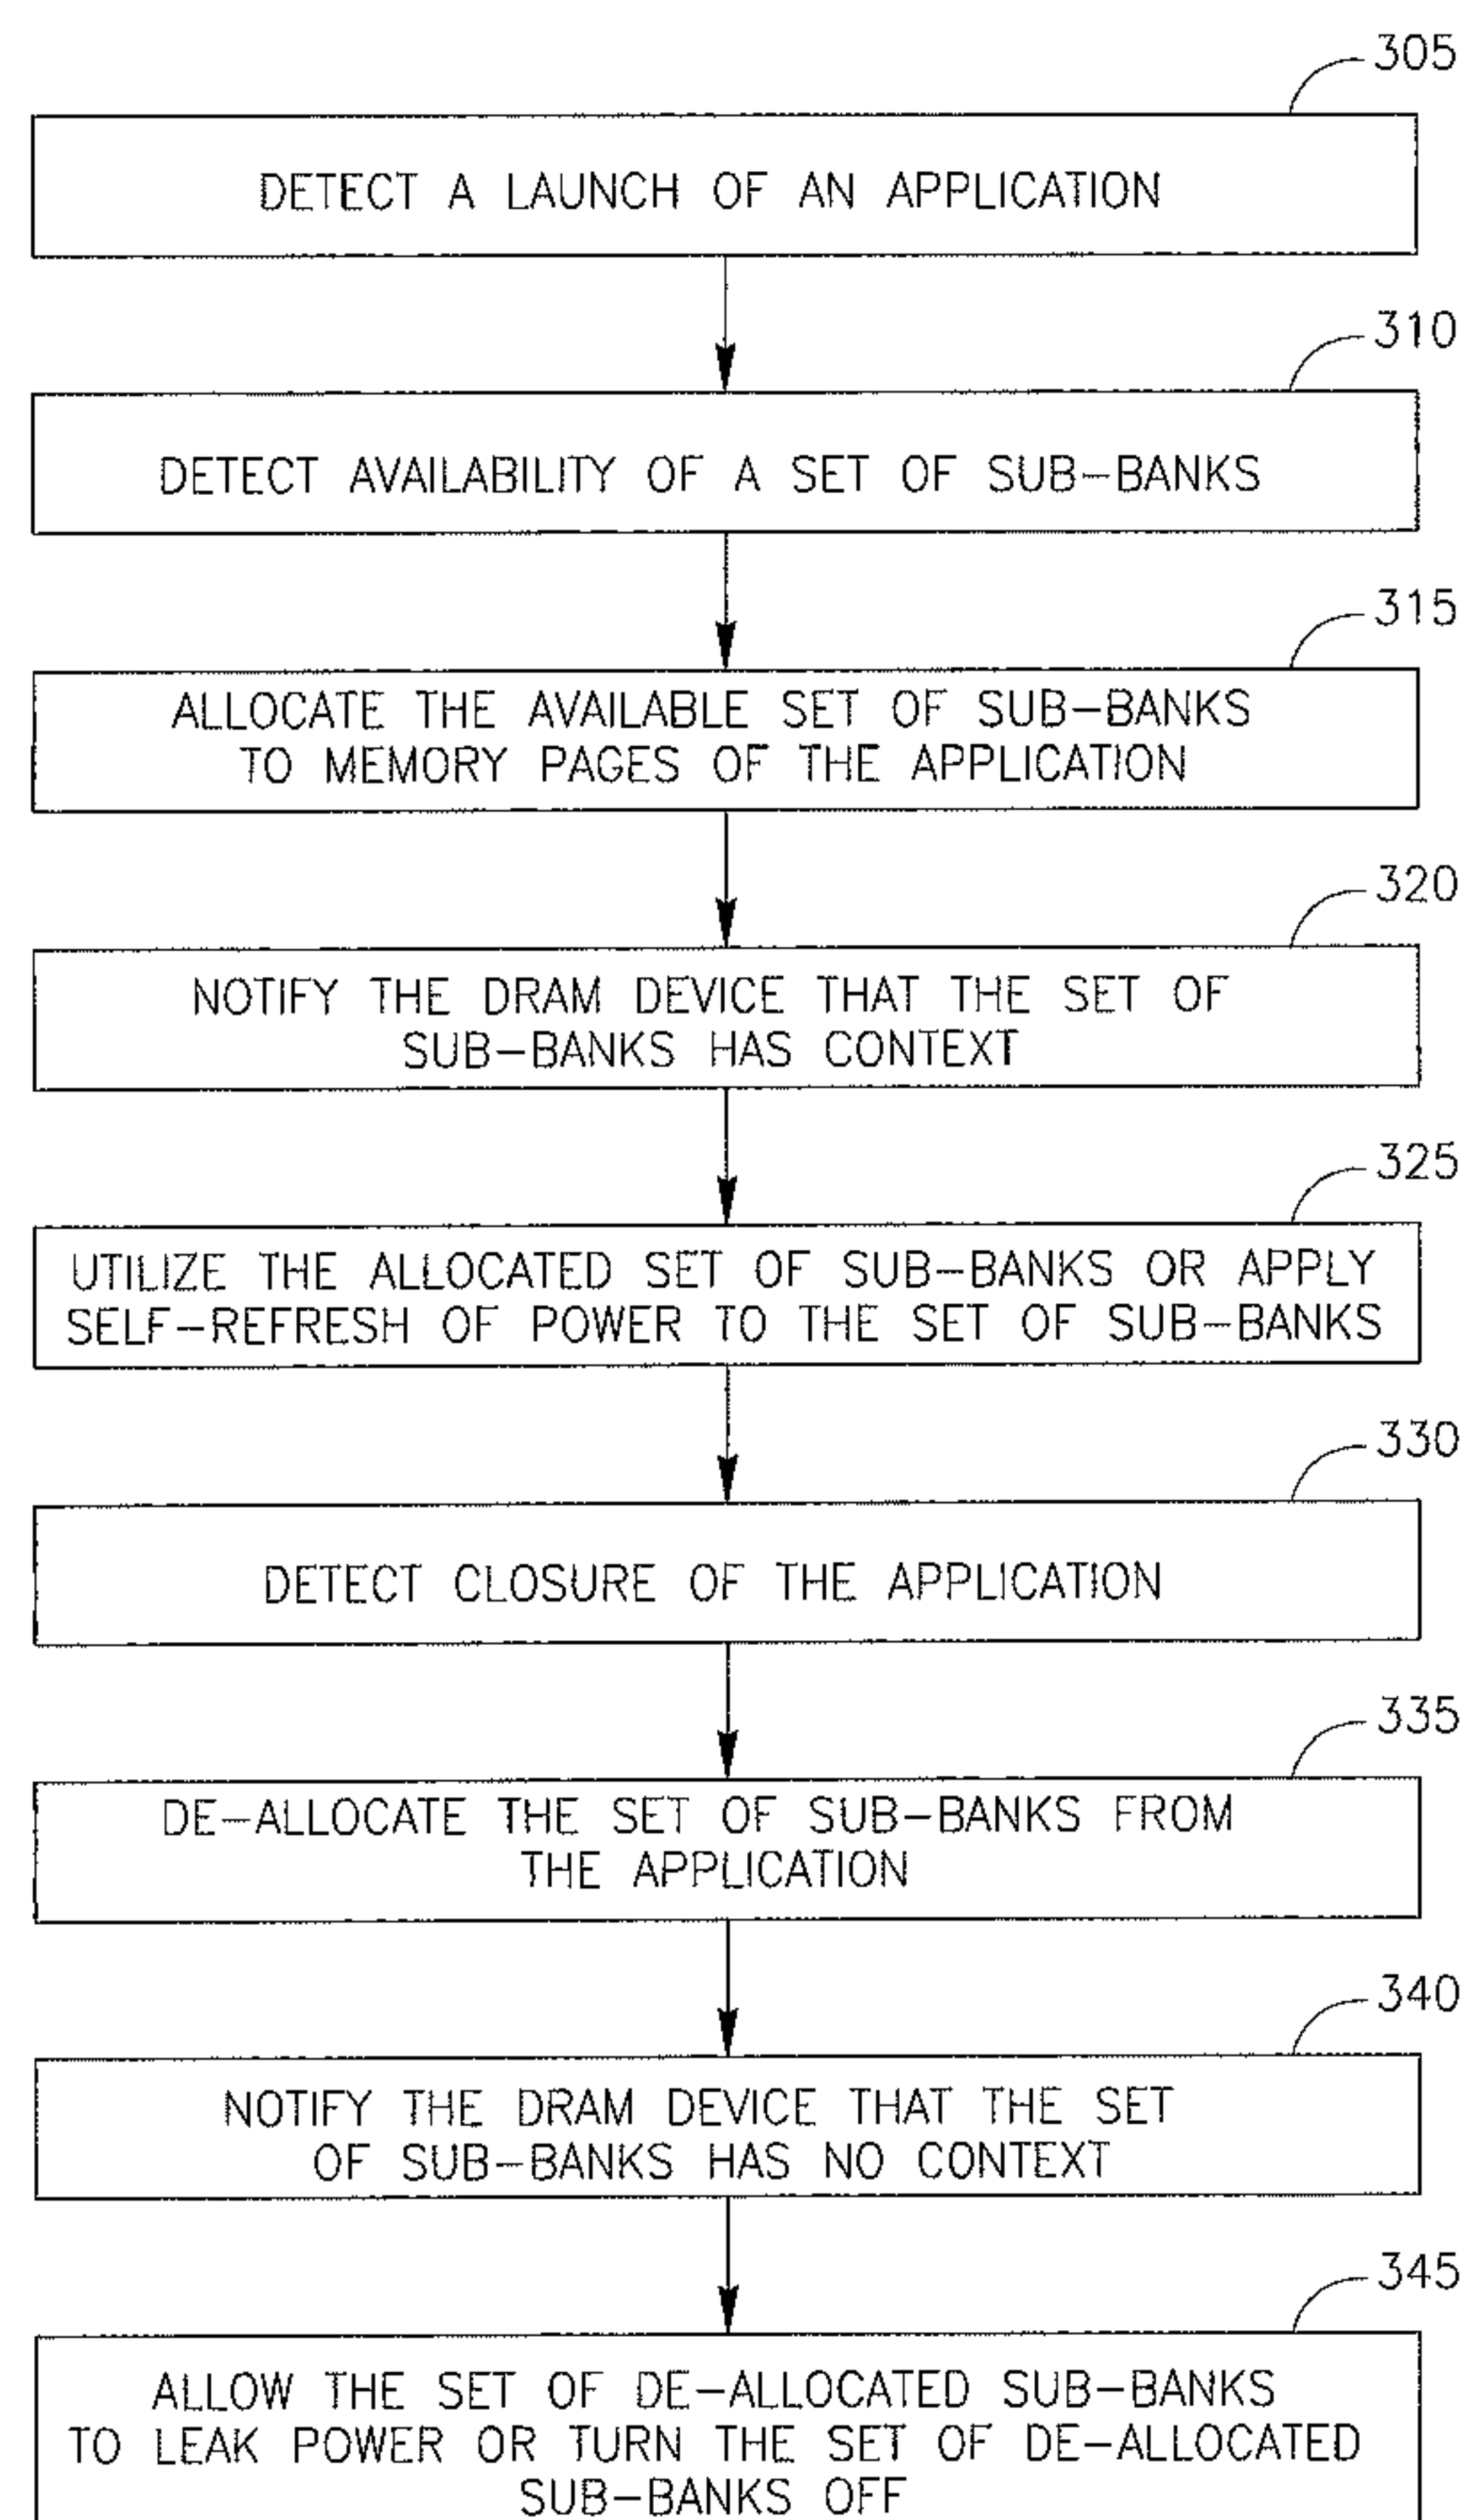 305
DETECT A LAUNCH OF AN APPLICATION
310
DETECT AVAILABILITY OF A SET OF SUB-BANKS
315
ALLOCATE THE AVAILABLE SET OF SUB-BANKS
TO MEMORY PAGES OF THE APPLICATION
320
NOTIFY THE DRAM DEVICE THAT THE SET OF
SUB-BANKS HAS CONTEXT
325
UTILIZE THE ALLOCATED SET OF SUB-BANKS OR APPLY
SELF-REFRESH OF POWER TO THE SET OF SUB-BANKS
330
DETECT CLOSURE OF THE APPLICATION
335
DE-ALLOCATE THE SET OF SUB-BANKS FROM
THE APPLICATION
340
NOTIFY THE DRAM DEVICE THAT THE SET
OF SUB-BANKS HAS NO CONTEXT
345
ALLOW THE SET OF DE-ALLOCATED SUB-BANKS
TO LEAK POWER OR TURN THE SET OF DE-ALLOCATED
SUB-BANKS OFF